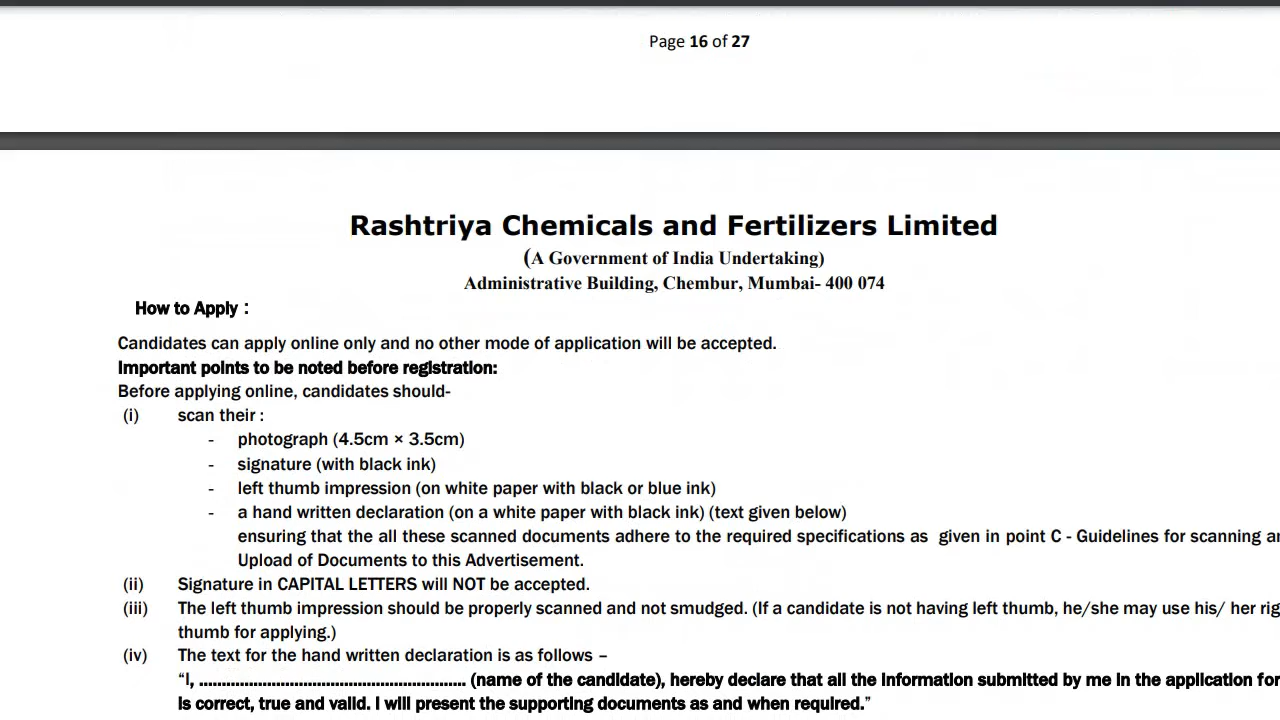 Page 16 of 27
Rashtriya Chemicals and Fertilizers Limited
(A Government of India Undertaking)
Administrative Building, Chembur, Mumbai- 400 074
How to Apply :
Candidates can apply online only and no other mode of application will be accepted.
Important points to be noted before registration:
Before applying online, candidates should-
(i) scan their :
- photograph (4.5cm × 3.5cm)
- signature (with black ink)
- left thumb impression (on white paper with black or blue ink)
- a hand written declaration (on a white paper with black ink) (text given below)
ensuring that the all these scanned documents adhere to the required specifications as given in point C - Guidelines for scanning
Upload of Documents to this Advertisement.
(ii) Signature in CAPITAL LETTERS will NOT be accepted.
(iii) The left thumb impression should be properly scanned and not smudged. (If a candidate is not having left thumb, he/she may use his/ her
thumb for applying.)
(iv) The text for the hand written declaration is as follows –
“I, ........................................................... (name of the candidate), hereby declare that all the information submitted by me in the application
is correct, true and valid. I will present the supporting documents as and when required.”